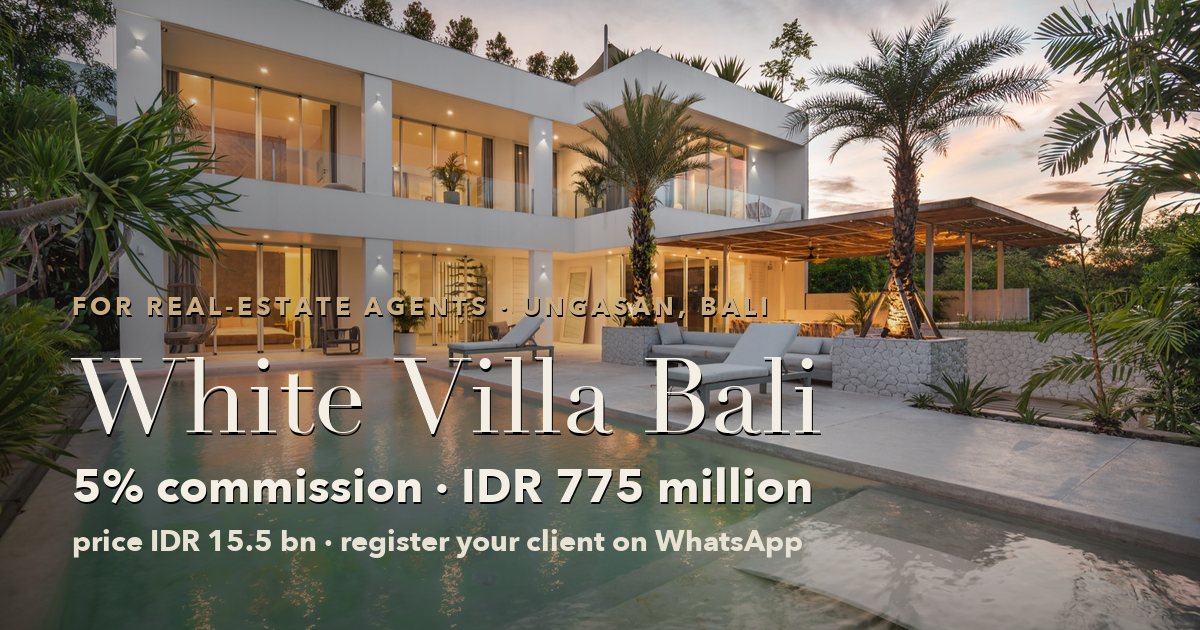 FOR REAL-ESTATE AGENTS · UNGASAN, BALI
White Villa Bali
5% commission · IDR 775 million
price IDR 15.5 bn · register your client on WhatsApp